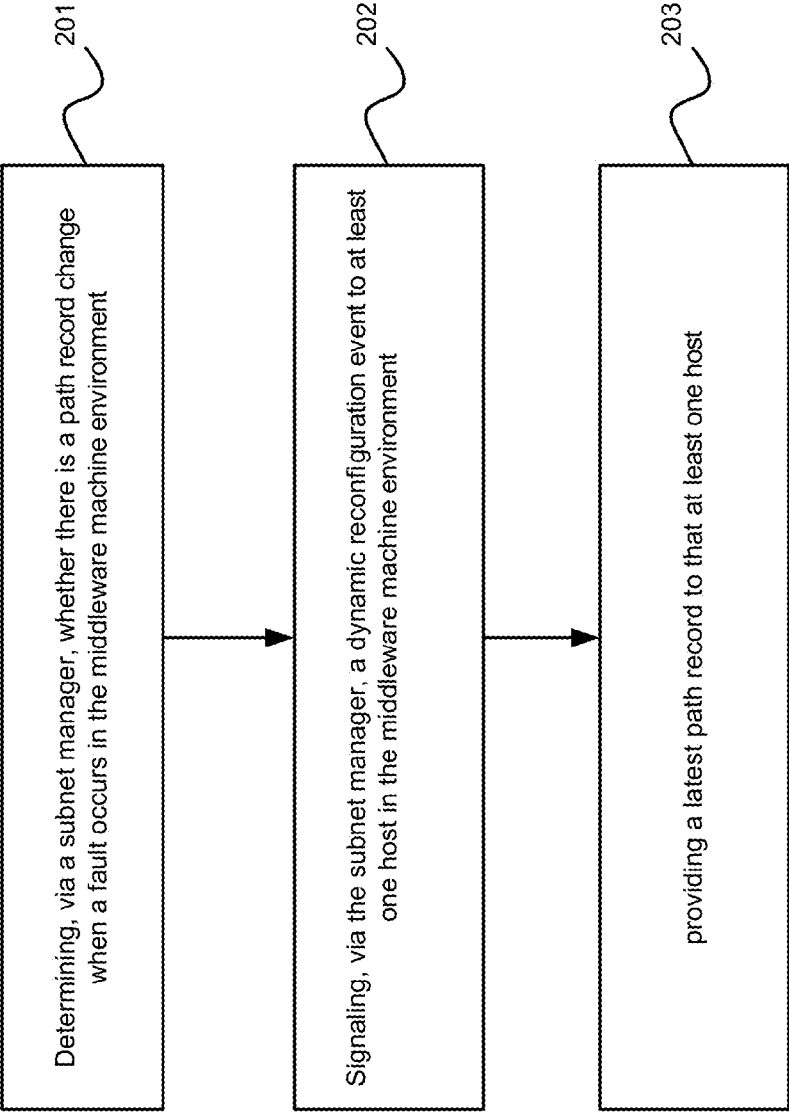 Determining, via a subnet manager, whether there is a path record change
when a fault occurs in the middleware machine environment
201
Signaling, via the subnet manager, a dynamic reconfiguration event to at least
one host in the middleware machine environment
202
providing a latest path record to that at least one host
203